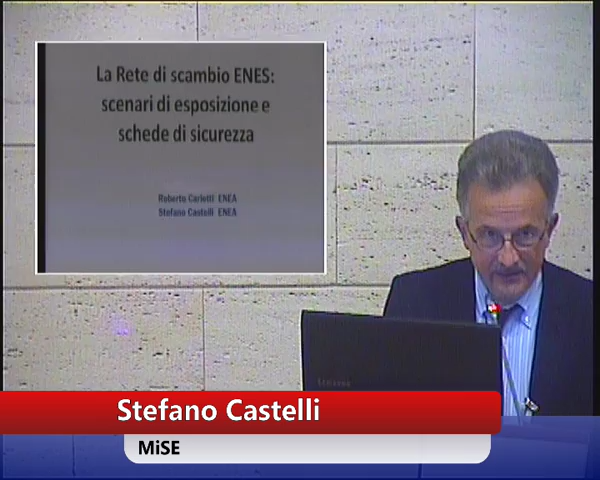 La Rete di scambio ENES:
scenari di esposizione e
schede di sicurezza
Roberto Carletti ENEA
Stefano Castelli ENEA
Stefano Castelli
MiSE